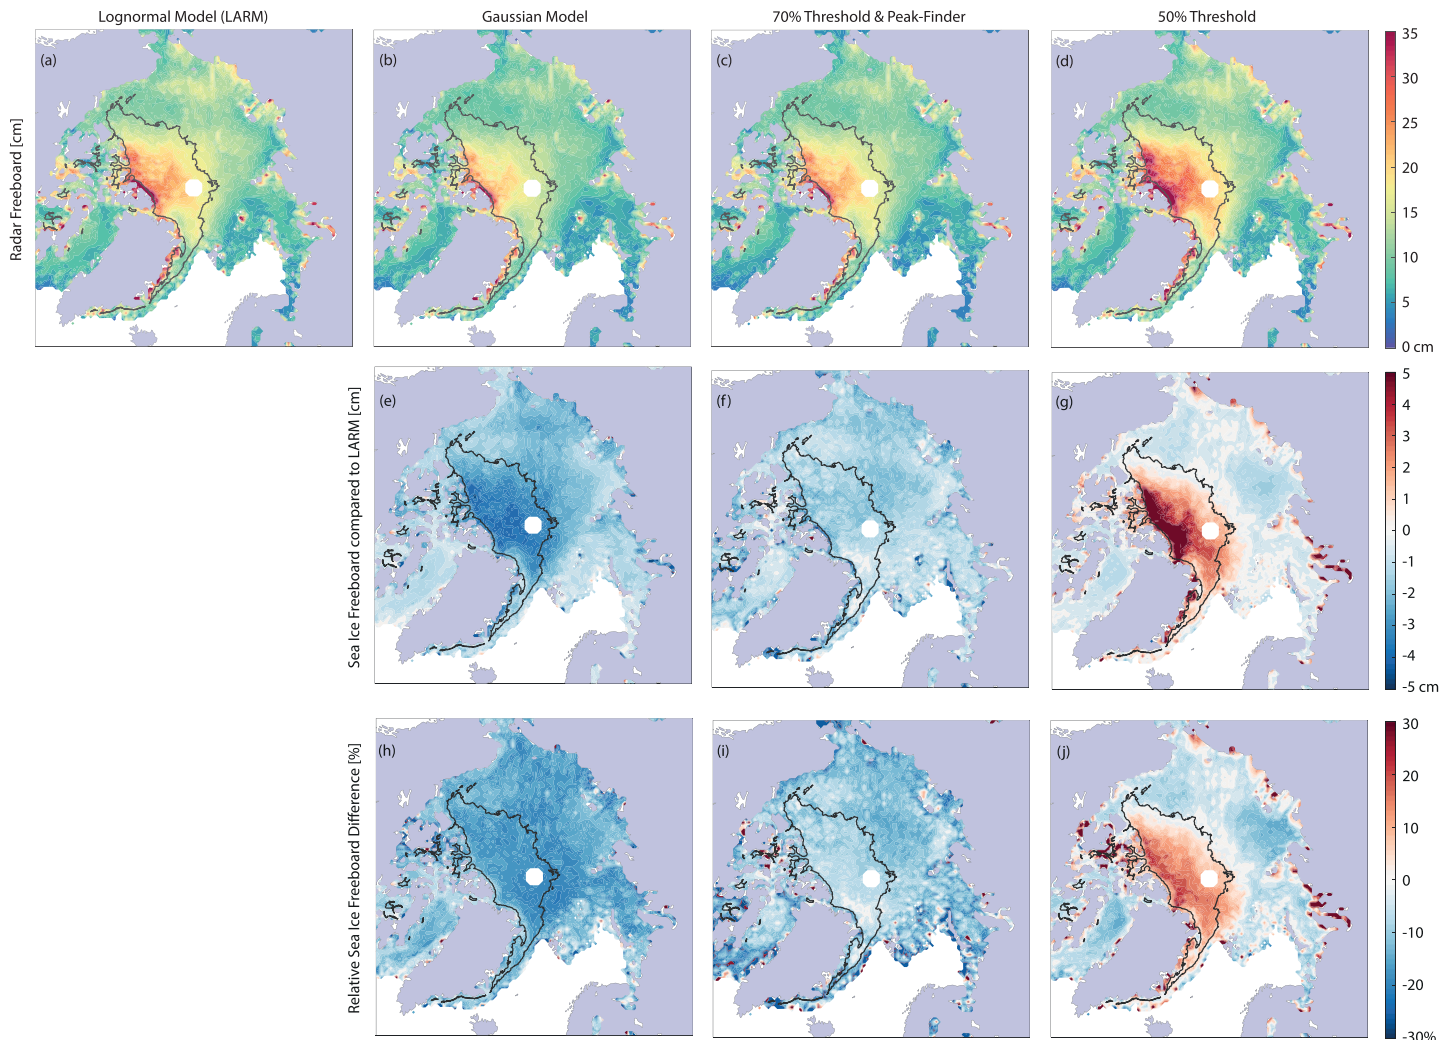 Lognormal Model (LARM)
Gaussian Model
70% Threshold & Peak-Finder
50% Threshold
Radar Freeboard [cm]
(a)
(b)
(c)
(d)
35
30
25
20
15
10
5
0 cm
Sea Ice Freeboard compared to LARM [cm]
(e)
(f)
(g)
5
4
3
2
1
0
-1
-2
-3
-4
-5 cm
Relative Sea Ice Freeboard Difference [%]
(h)
(i)
(j)
30
20
10
0
-10
-20
-30%